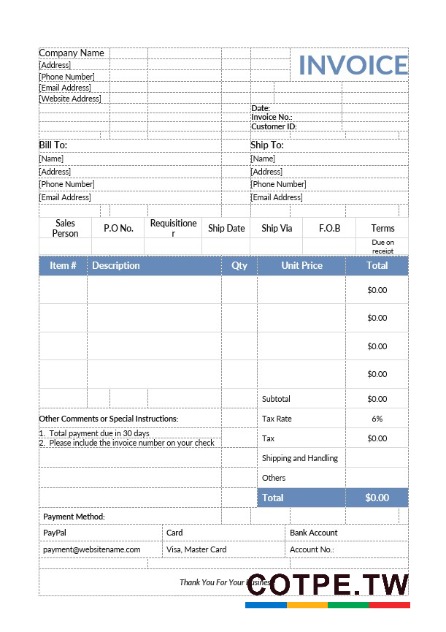 Company Name
[Address]
INVOICE
[Phone Number]
[Email Address]
[Website Address]
Date:
Invoice No.:
Customer ID:
Bill To: Ship To:
[Name] [Name]
[Address] [Address]
[Phone Number] [Phone Number]
[Email Address] [Email Address]
Sales Person P.O No. Requisitioner Ship Date Ship Via F.O.B Terms
Due on receipt
Item # Description Qty Unit Price Total
$0.00
$0.00
$0.00
$0.00
Subtotal $0.00
Other Comments or Special Instructions: Tax Rate 6%
1. Total payment due in 30 days
2. Please include the invoice number on your check
Tax $0.00
Shipping and Handling
Others
Total $0.00
Payment Method:
PayPal Card Bank Account
payment@websitename.com Visa, Master Card Account No.:
Thank You For Your Business
COTPE.TW